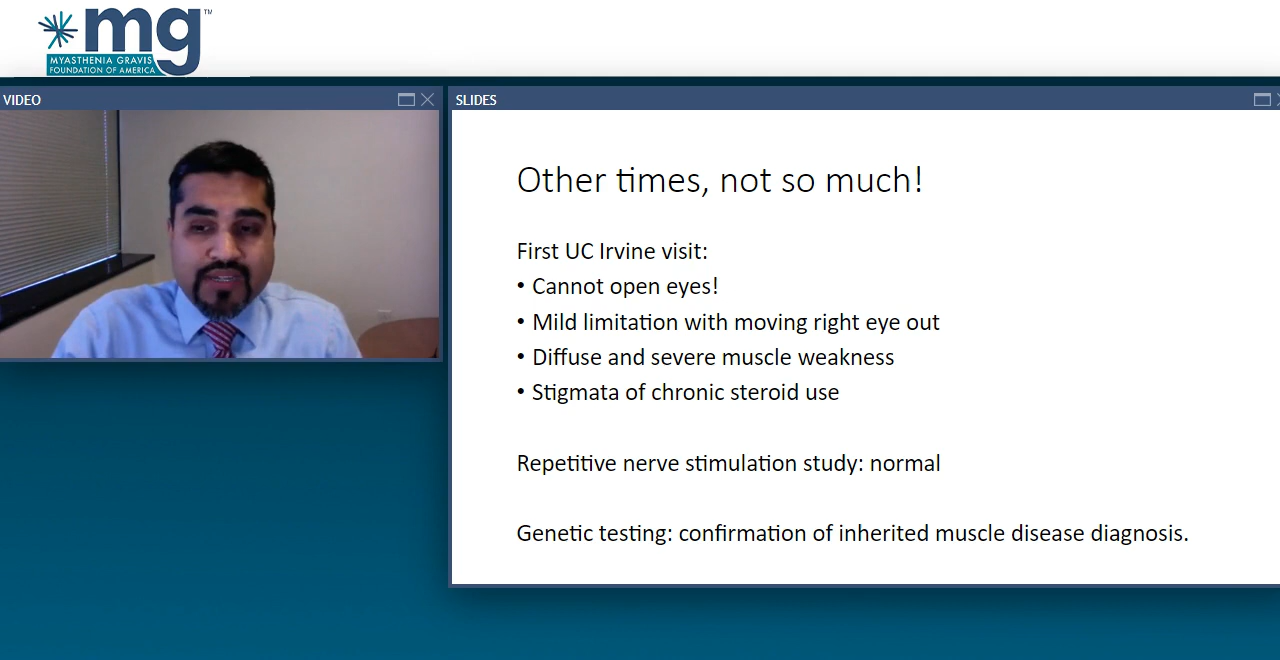 mg™
MYASTHENIA GRAVIS
FOUNDATION OF AMERICA
VIDEO
SLIDES
Other times, not so much!
First UC Irvine visit:
• Cannot open eyes!
• Mild limitation with moving right eye out
• Diffuse and severe muscle weakness
• Stigmata of chronic steroid use
Repetitive nerve stimulation study: normal
Genetic testing: confirmation of inherited muscle disease diagnosis.